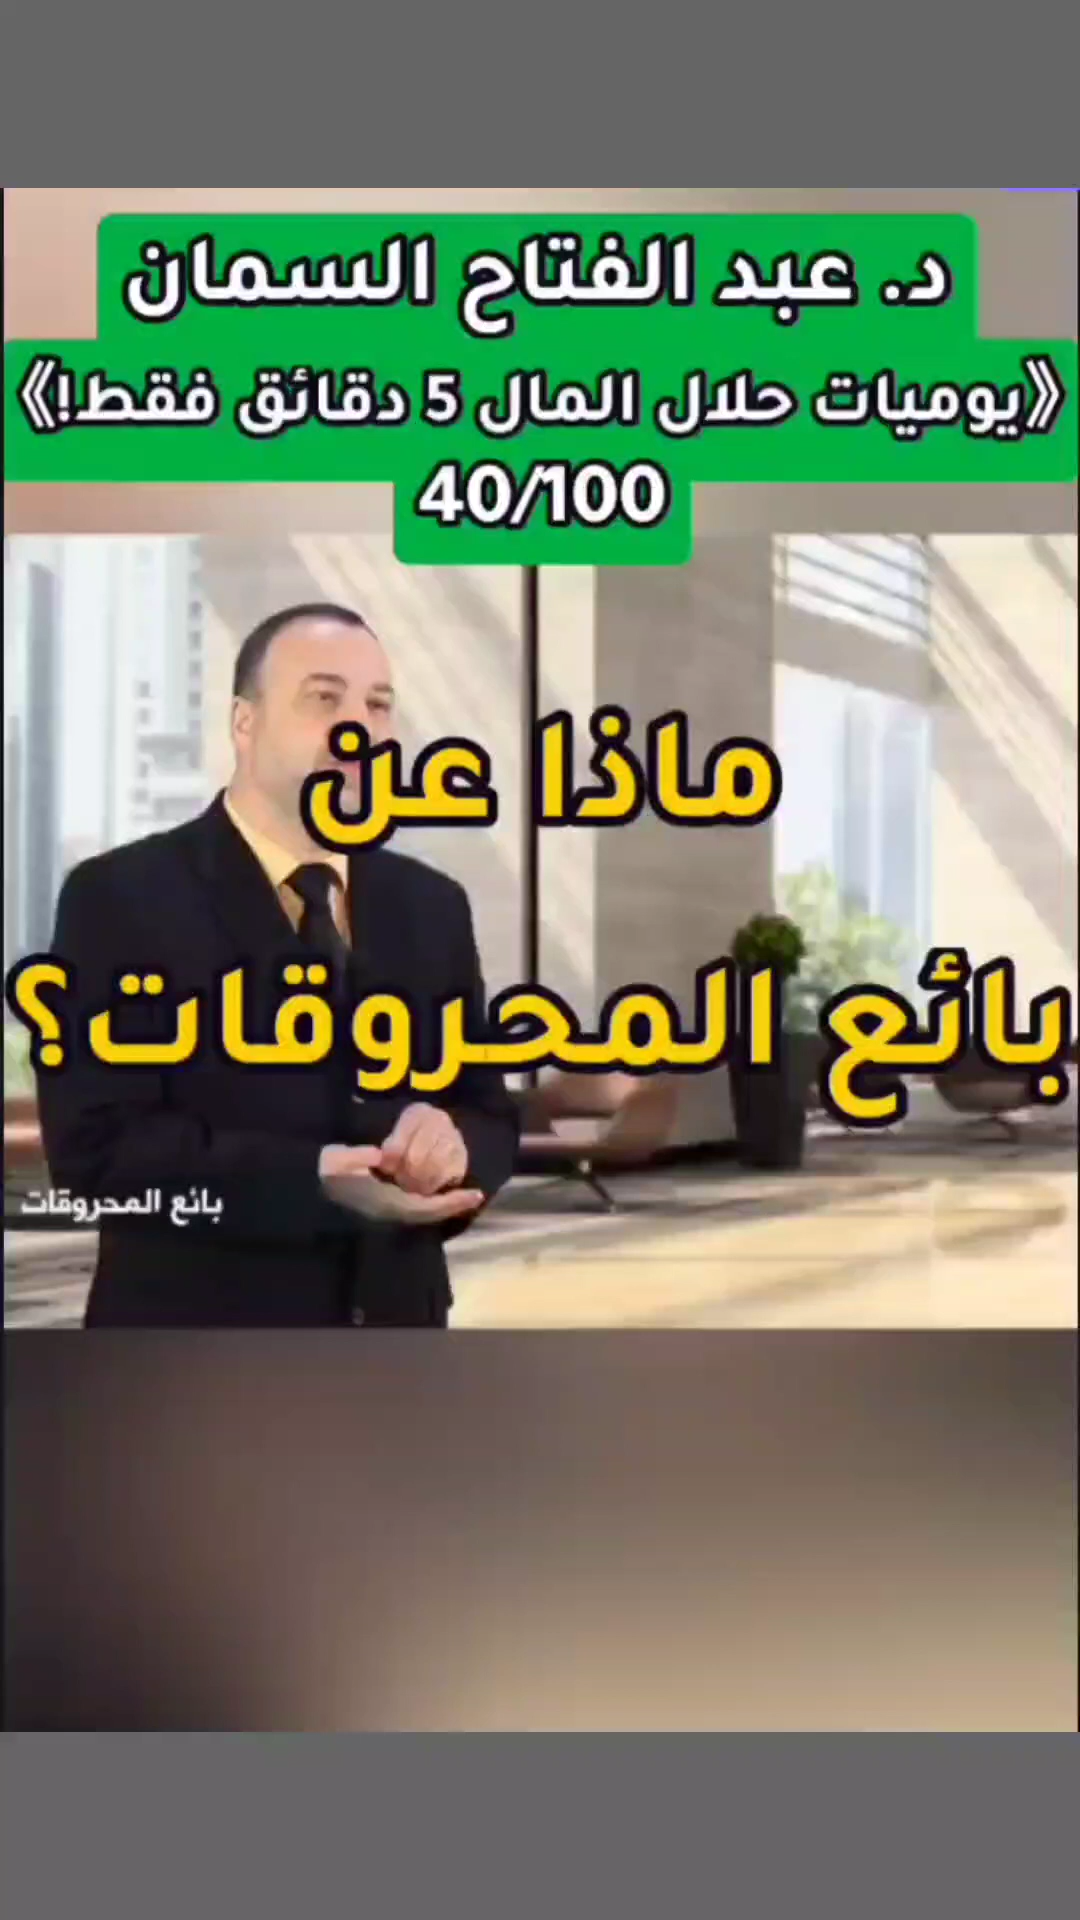 د. عبد الفتاح السمان
《يوميات حلال المال 5 دقائق فقط!》
40/100
ماذا عن
بائع المحروقات؟
بائع المحروقات